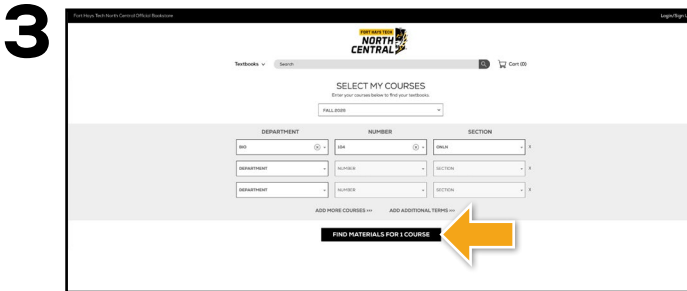 3
Fort Hays Tech North Central Official Bookstore
Login/Sign U
FORT HAYS TECH
NORTH
CENTRAL
Textbooks
Search
Cart (0)
SELECT MY COURSES
Enter your courses below to find your textbooks.
FALL 2025
DEPARTMENT NUMBER SECTION
BIO 104 ONLN X
DEPARTMENT NUMBER SECTION X
DEPARTMENT NUMBER SECTION X
ADD MORE COURSES >>> ADD ADDITIONAL TERMS >>>
FIND MATERIALS FOR 1 COURSE